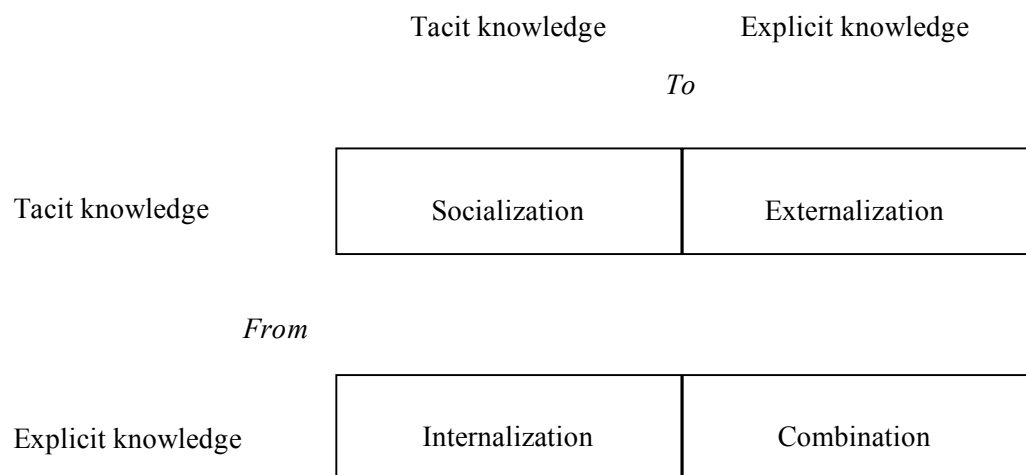 Tacit knowledge Explicit knowledge
To
Tacit knowledge Socialization Externalization
From
Explicit knowledge Internalization Combination